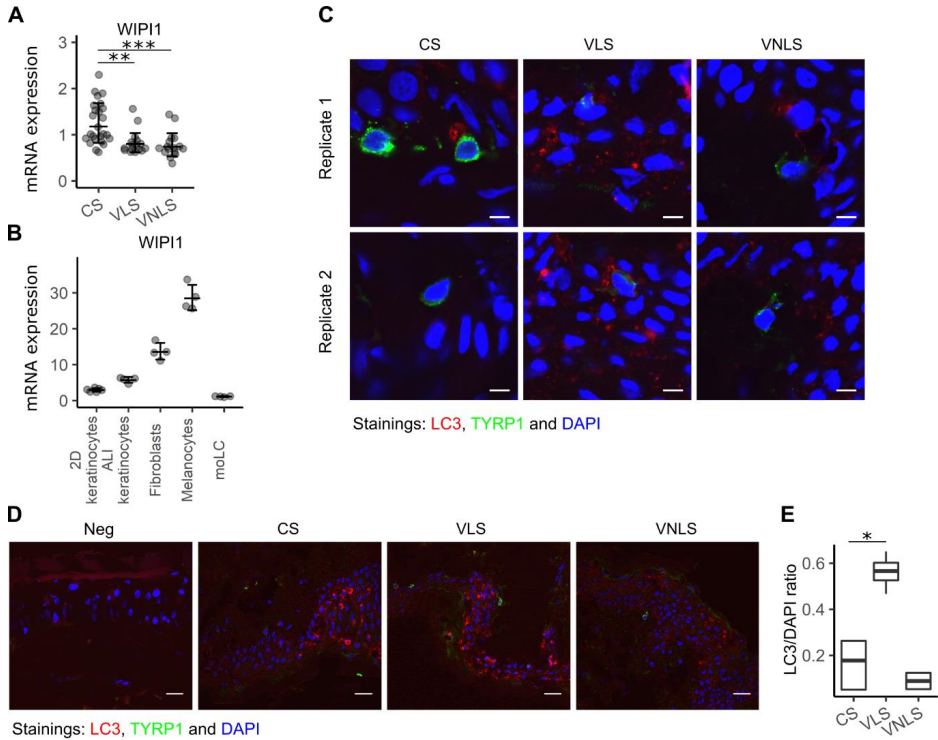 A
WIPI1
***
**
mRNA expression
3
2
1
0
CS
VLS
VNLS
B
WIPI1
mRNA expression
30
20
10
0
2D
keratinocytes
ALI
keratinocytes
Fibroblasts
Melanocytes
moLC
C
CS VLS VNLS
Replicate 1
Replicate 2
Stainings: LC3, TYRP1 and DAPI
D
Neg CS VLS VNLS
Stainings: LC3, TYRP1 and DAPI
E
*
LC3/DAPI ratio
0.6
0.4
0.2
CS
VLS
VNLS